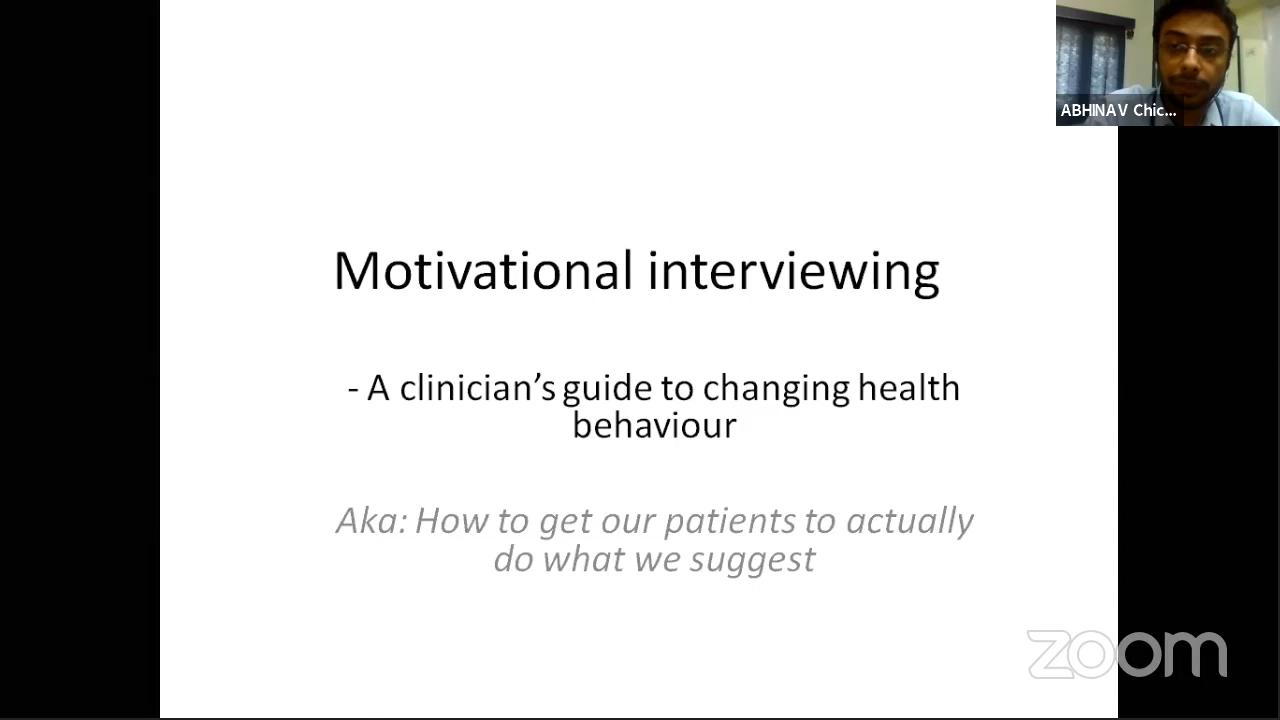 ABHINAV Chic...
Motivational interviewing
- A clinician’s guide to changing health
behaviour
Aka: How to get our patients to actually
do what we suggest
zoom